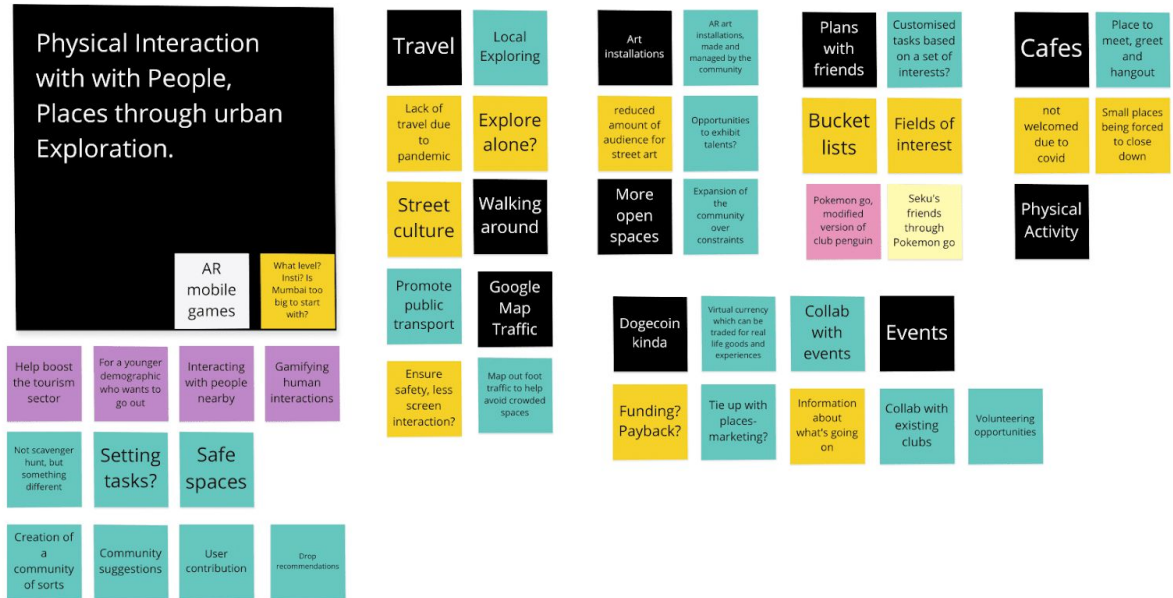 Physical Interaction
with with People,
Places through urban
Exploration.
AR
mobile
games
What level?
Insti? Is
Mumbai too
big to start
with?
Help boost
the tourism
sector
For a younger
demographic
who wants to
go out
Interacting
with people
nearby
Gamifying
human
interactions
Not scavenger
hunt, but
something
different
Setting
tasks?
Safe
spaces
Creation of
a
community
of sorts
Community
suggestions
User
contribution
Drop
recommendations
Travel
Local
Exploring
Lack of
travel due
to
pandemic
Explore
alone?
Street
culture
Walking
around
Promote
public
transport
Google
Map
Traffic
Ensure
safety, less
screen
interaction?
Map out foot
traffic to help
avoid crowded
spaces
Art
installations
AR art
installations,
made and
managed by the
community
reduced
amount of
audience for
street art
Opportunities
to exhibit
talents?
More
open
spaces
Expansion of
the
community
over
constraints
Plans
with
friends
Customised
tasks based
on a set of
interests?
Bucket
lists
Fields of
interest
Pokemon go,
modified
version of
club penguin
Seku's
friends
through
Pokemon go
Cafes
Place to
meet, greet
and
hangout
not
welcomed
due to
covid
Small places
being forced
to close
down
Physical
Activity
Dogecoin
kinda
Virtual currency
which can be
traded for real
life goods and
experiences
Collab
with
events
Events
Funding?
Payback?
Tie up with
places-
marketing?
Information
about
what's going
on
Collab with
existing
clubs
Volunteering
opportunities